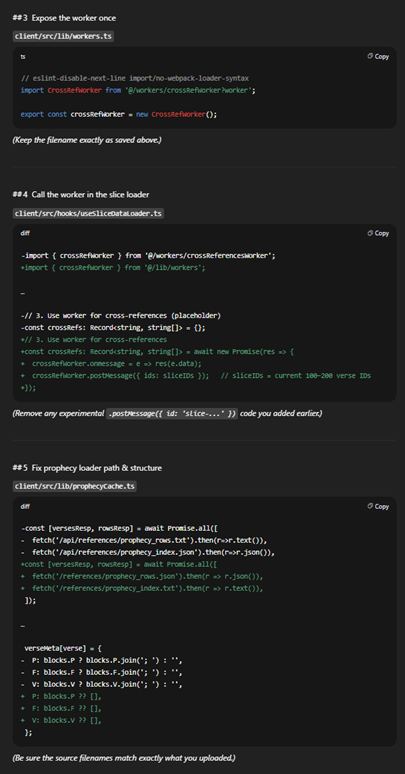 ##3 Expose the worker once
client/src/lib/workers.ts
ts
Copy
// eslint-disable-next-line import/no-webpack-loader-syntax
import CrossRefWorker from '@/workers/crossRefWorker?worker';
export const crossRefWorker = new CrossRefWorker();
(Keep the filename exactly as saved above.)
##4 Call the worker in the slice loader
client/src/hooks/useSliceDataLoader.ts
diff
Copy
-import { crossRefWorker } from '@/workers/crossReferencesWorker';
+import { crossRefWorker } from '@/lib/workers';
…
-// 3. Use worker for cross-references (placeholder)
-const crossRefs: Record<string, string[]> = {};
+// 3. Use worker for cross-references
+const crossRefs: Record<string, string[]> = await new Promise(res => {
+  crossRefWorker.onmessage = e => res(e.data);
+  crossRefWorker.postMessage({ ids: sliceIDs });   // sliceIDs = current 100-200 verse IDs
+});
(Remove any experimental .postMessage({ id: 'slice-...' }) code you added earlier.)
##5 Fix prophecy loader path & structure
client/src/lib/prophecyCache.ts
diff
Copy
-const [versesResp, rowsResp] = await Promise.all([
-  fetch('/api/references/prophecy_rows.txt').then(r=>r.text()),
-  fetch('/api/references/prophecy_index.json').then(r=>r.json()),
+const [versesResp, rowsResp] = await Promise.all([
+  fetch('/references/prophecy_rows.json').then(r => r.json()),
+  fetch('/references/prophecy_index.txt').then(r => r.text()),
]);
…
verseMeta[verse] = {
-  P: blocks.P ? blocks.P.join('; ') : '',
-  F: blocks.F ? blocks.F.join('; ') : '',
-  V: blocks.V ? blocks.V.join('; ') : '',
+  P: blocks.P ?? [],
+  F: blocks.F ?? [],
+  V: blocks.V ?? [],
};
(Be sure the source filenames match exactly what you uploaded.)